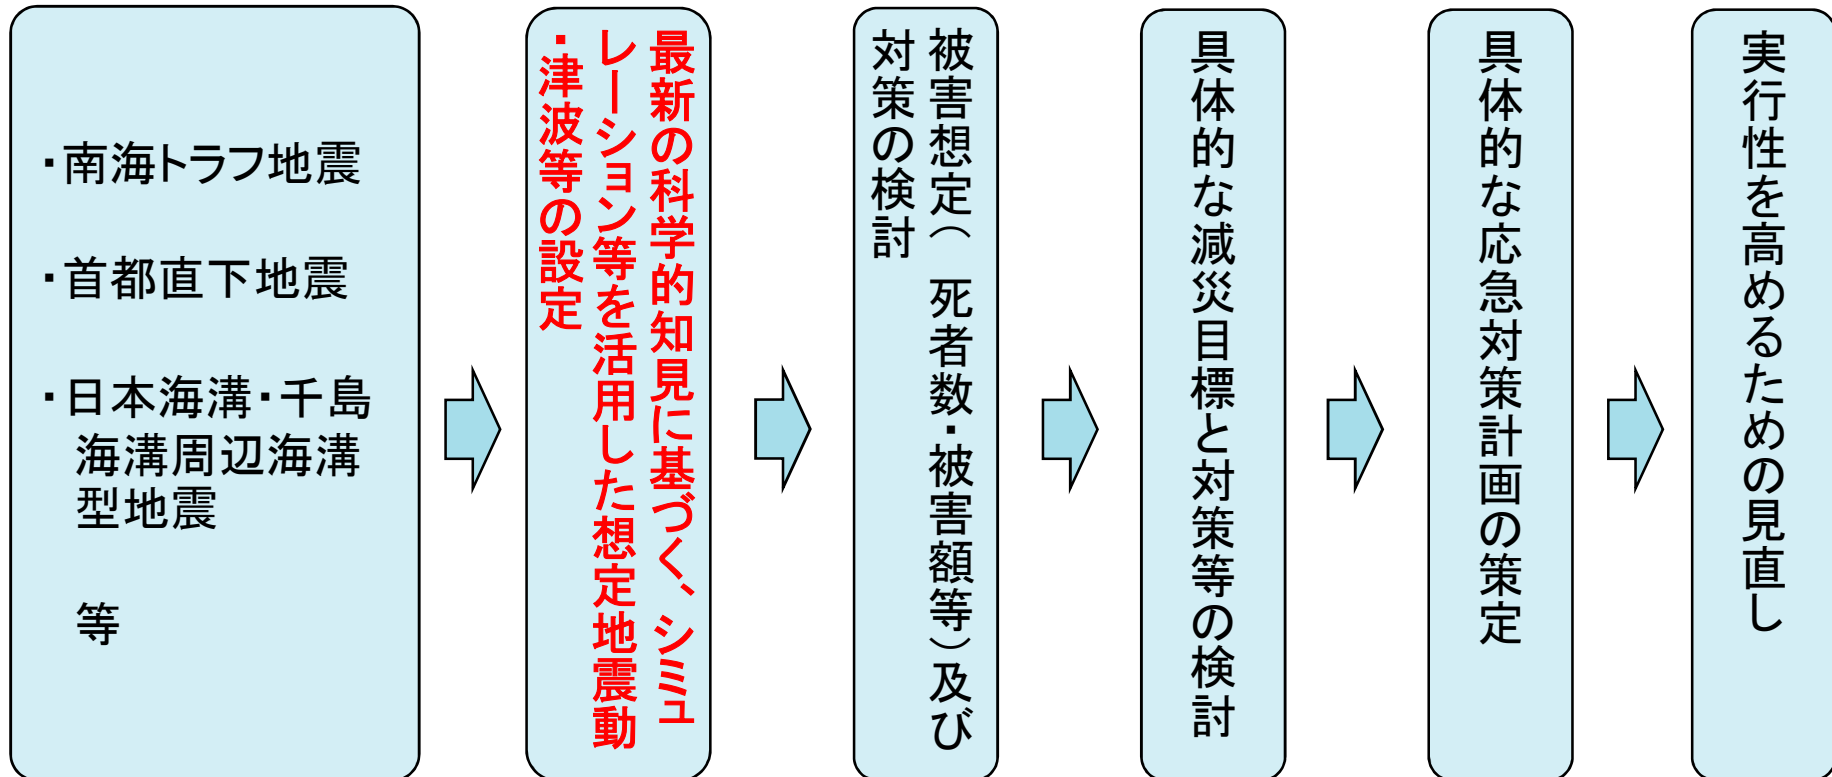 ・南海トラフ地震
・首都直下地震
・日本海溝・千島
海溝周辺海溝
型地震
等
最新の科学的知見に基づく、シミュ
レーション等を活用した想定地震動
・津波等の設定
被害想定（ 死者数・被害額等）及び
対策の検討
具体的な減災目標と対策等の検討
具体的な応急対策計画の策定
実行性を高めるための見直し